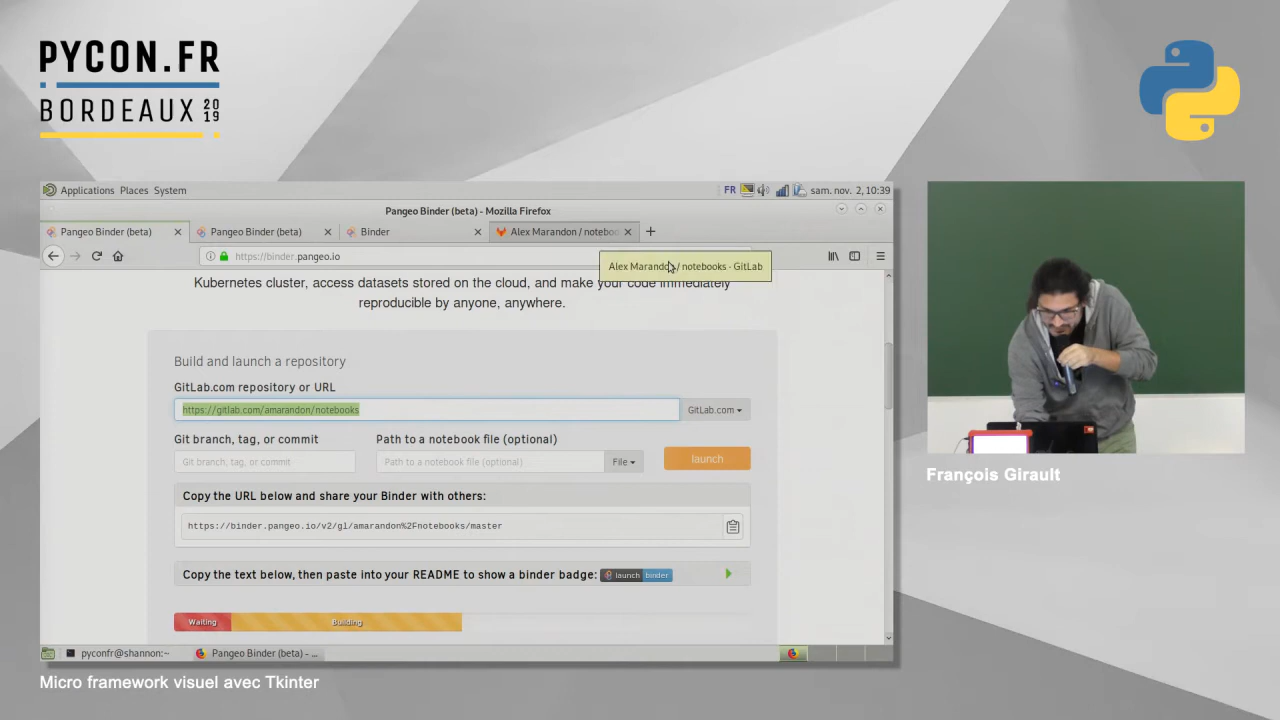 PYCON.FR
BORDEAUX 2019
Applications Places System
FR sam. nov. 2, 10:39
Pangeo Binder (beta) - Mozilla Firefox
Pangeo Binder (beta) Pangeo Binder (beta) Binder Alex Marandon / noteboo
https://binder.pangeo.io
Alex Marandon / notebooks - GitLab
Kubernetes cluster, access datasets stored on the cloud, and make your code immediately
reproducible by anyone, anywhere.
Build and launch a repository
GitLab.com repository or URL
https://gitlab.com/amarandon/notebooks GitLab.com
Git branch, tag, or commit Path to a notebook file (optional)
Git branch, tag, or commit Path to a notebook file (optional) File launch
Copy the URL below and share your Binder with others:
https://binder.pangeo.io/v2/gl/amarandon%2Fnotebooks/master
Copy the text below, then paste into your README to show a binder badge: launch binder
Waiting Building
pyconfr@shannon:~ Pangeo Binder (beta) - ...
François Girault
Micro framework visuel avec Tkinter